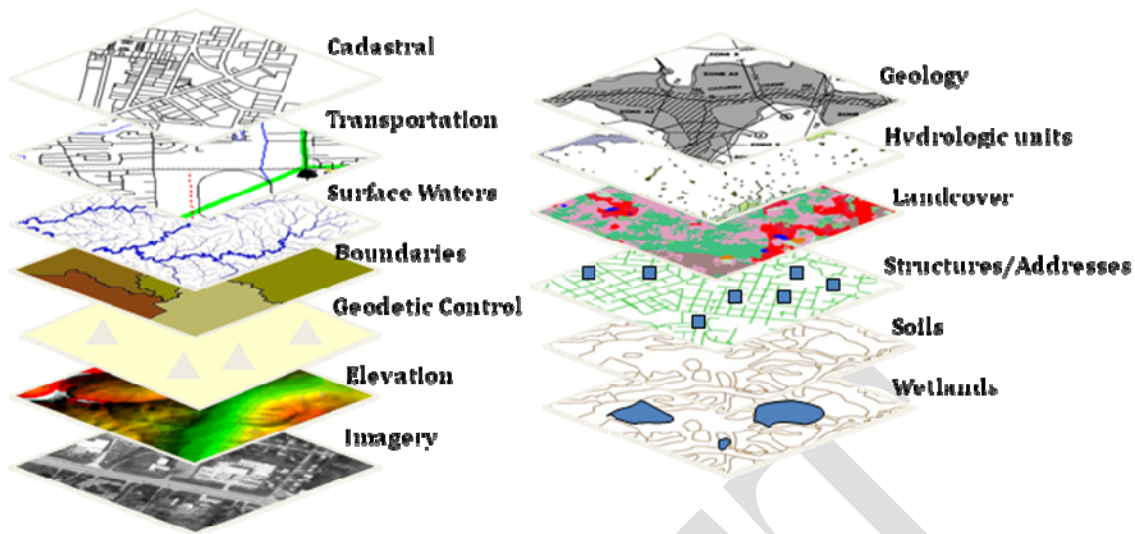 Cadastral
Transportation
Surface Waters
Boundaries
Geodetic Control
Elevation
Imagery
Geology
Hydrologic units
Landcover
Structures/Addresses
Soils
Wetlands